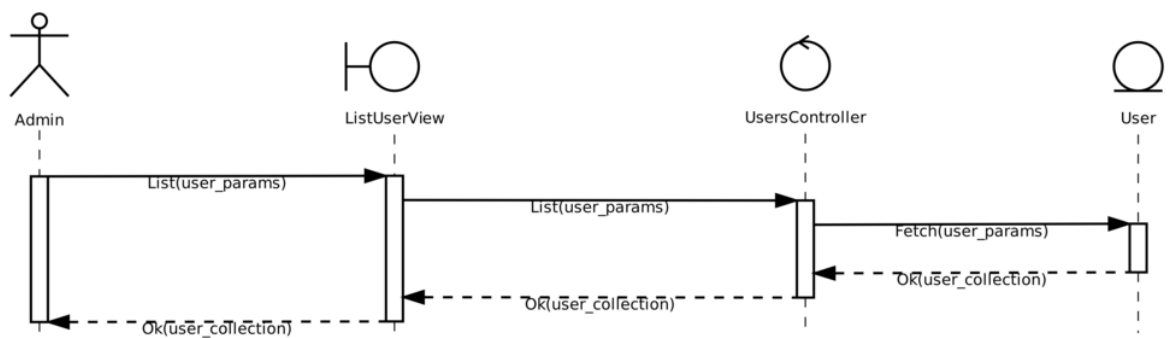 Admin
ListUserView
UsersController
User
List(user_params)
List(user_params)
Fetch(user_params)
Ok(user_collection)
Ok(user_collection)
Ok(user_collection)